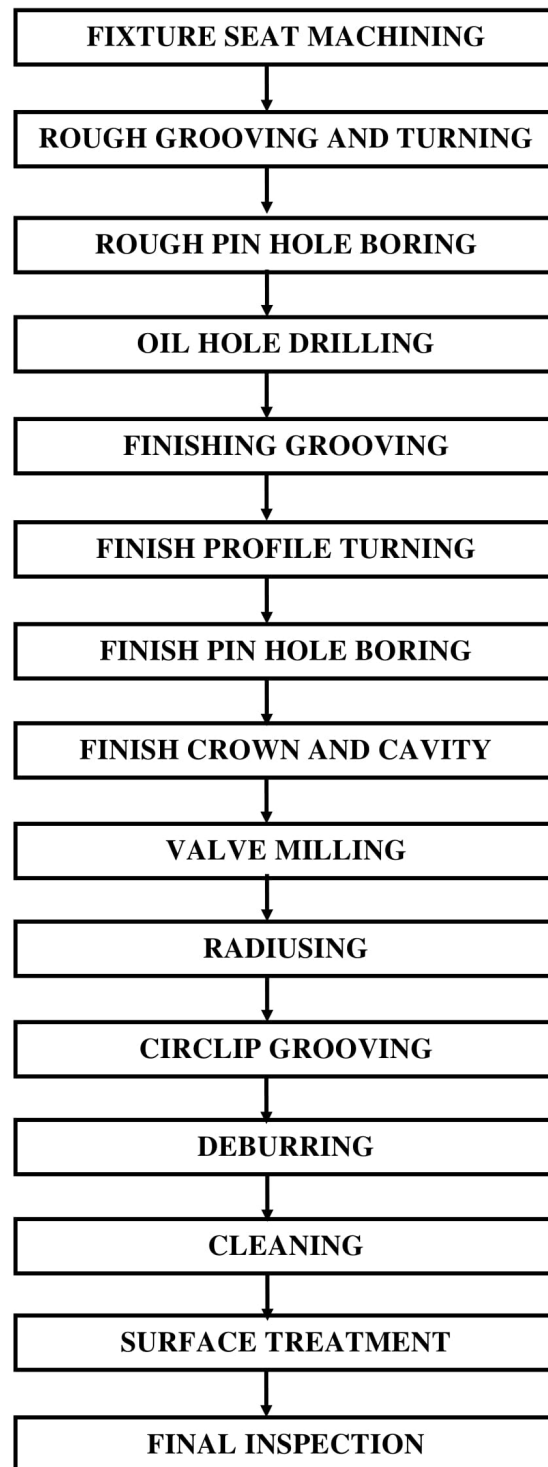 FIXTURE SEAT MACHINING
ROUGH GROOVING AND TURNING
ROUGH PIN HOLE BORING
OIL HOLE DRILLING
FINISHING GROOVING
FINISH PROFILE TURNING
FINISH PIN HOLE BORING
FINISH CROWN AND CAVITY
VALVE MILLING
RADIUSING
CIRCLIP GROOVING
DEBURRING
CLEANING
SURFACE TREATMENT
FINAL INSPECTION